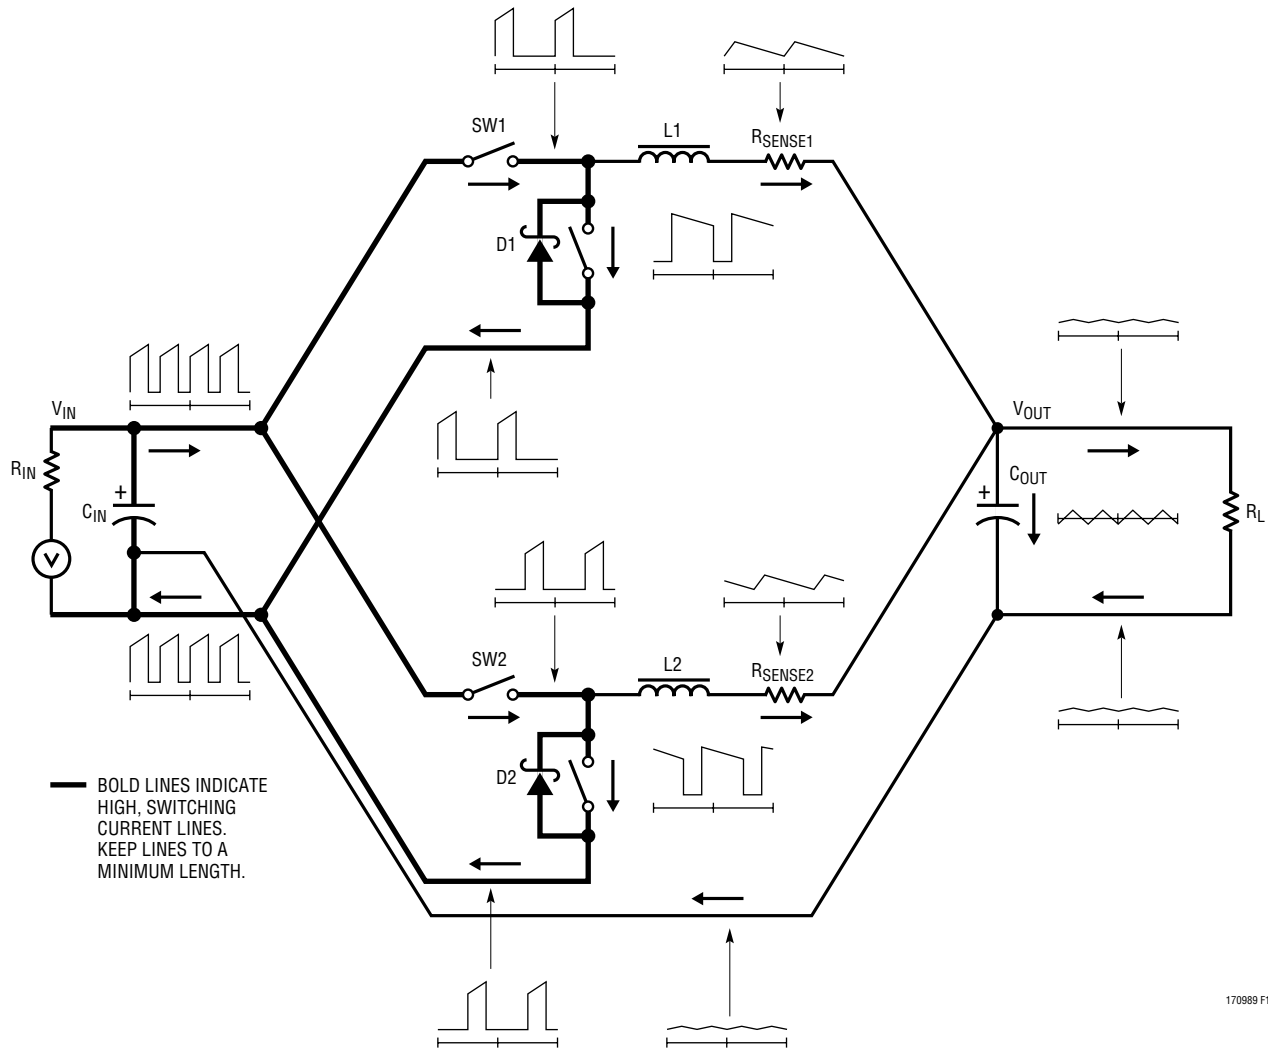 SW1
L1
RSENSE1
D1
VIN
RIN
+
CIN
V
VOUT
COUT
+
RL
SW2
L2
RSENSE2
D2
BOLD LINES INDICATE
HIGH, SWITCHING
CURRENT LINES.
KEEP LINES TO A
MINIMUM LENGTH.
170989 F1